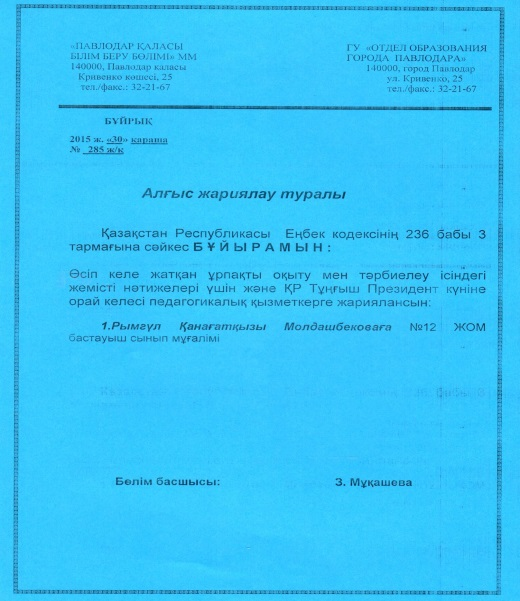 «ПАВЛОДАР ҚАЛАСЫ
БІЛІМ БЕРУ БӨЛІМІ» ММ
140000, Павлодар қаласы
Кривенко көшесі, 25
тел./факс.: 32-21-67
ГУ «ОТДЕЛ ОБРАЗОВАНИЯ
ГОРОДА ПАВЛОДАРА»
140000, город Павлодар
ул. Кривенко, 25
тел./факс.: 32-21-67
БҰЙРЫҚ
2015 ж. «30» қараша
№ 285 ж/қ
Алғыс жариялау туралы
Қазақстан Республикасы Еңбек кодексінің 236 бабы 3
тармағына сәйкес Б Ұ Й Ы Р А М Ы Н :
Өсіп келе жатқан ұрпақты оқыту мен тәрбиелеу ісіндегі
жемісті нәтижелері үшін және ҚР Тұңғыш Президент күніне
орай келесі педагогикалық қызметкерге жариялансын:
1.Рымгүл Қанағатқызы Молдашбековаға №12 ЖОМ
бастауыш сынып мұғалімі
Бөлім басшысы: З. Мұқашева